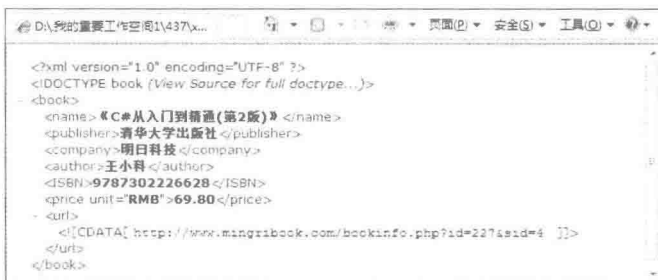 D:\我的重要工作空间1\437\x... 页面(P) 安全(S) 工具(O)
<?xml version="1.0" encoding="UTF-8" ?>
<!DOCTYPE book (View Source for full doctype...)>
- <book>
<name>《C#从入门到精通(第2版)》</name>
<publisher>清华大学出版社</publisher>
<company>明日科技</company>
<author>王小科</author>
<ISBN>9787302226628</ISBN>
<price unit="RMB">69.80</price>
- <url>
<![CDATA[ http://www.mingribook.com/bookinfo.php?id=227&sid=4 ]]>
</url>
</book>